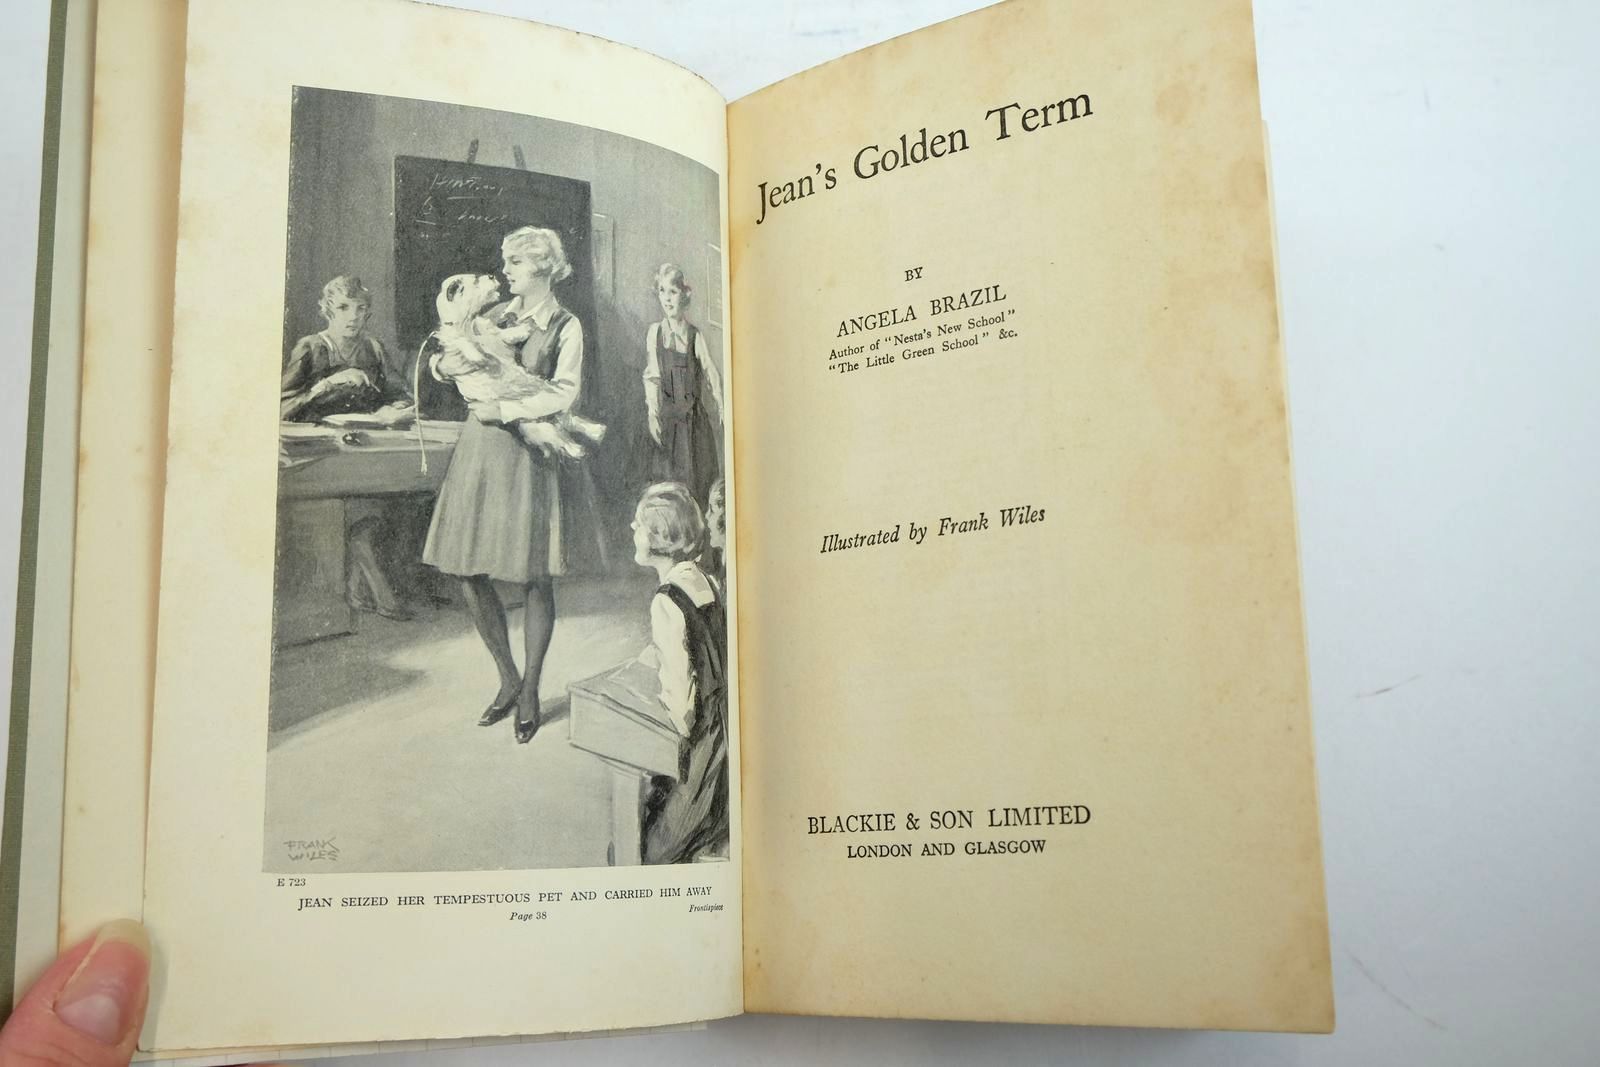 FRANK
WILES
E 723
JEAN SEIZED HER TEMPESTUOUS PET AND CARRIED HIM AWAY
Page 38
Frontispiece
Jean's Golden Term
BY
ANGELA BRAZIL
Author of "Nesta's New School"
"The Little Green School" &c.
Illustrated by Frank Wiles
BLACKIE & SON LIMITED
LONDON AND GLASGOW